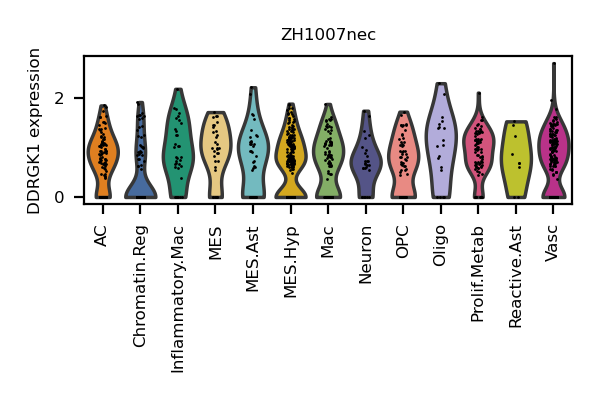 ZH1007nec
DDRGK1 expression
2
0
AC
Chromatin.Reg
Inflammatory.Mac
MES
MES.Ast
MES.Hyp
Mac
Neuron
OPC
Oligo
Prolif.Metab
Reactive.Ast
Vasc